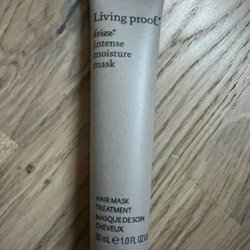 Living proof.
frizz
intense
moisture
mask
HAIR MASK
TREATMENT
MASQUE DE SOIN
CHEVEUX
30 mL e 1.0 FL OZ US